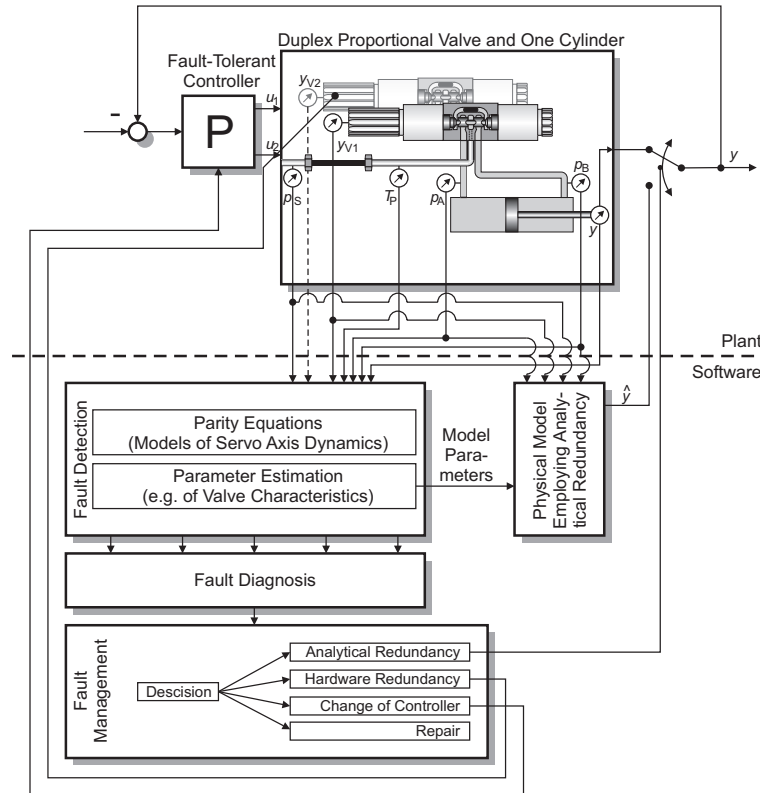 Duplex Proportional Valve and One Cylinder
Fault-Tolerant
Controller
P
–
u1
u2
yV2
yV1
pS
TP
pA
pB
y
y
Plant
Software
ŷ
Fault Detection
Parity Equations
(Models of Servo Axis Dynamics)
Parameter Estimation
(e.g. of Valve Characteristics)
Model
Para-
meters
Physical Model
Employing Analy-
tical Redundancy
Fault Diagnosis
Fault
Management
Descision
Analytical Redundancy
Hardware Redundancy
Change of Controller
Repair